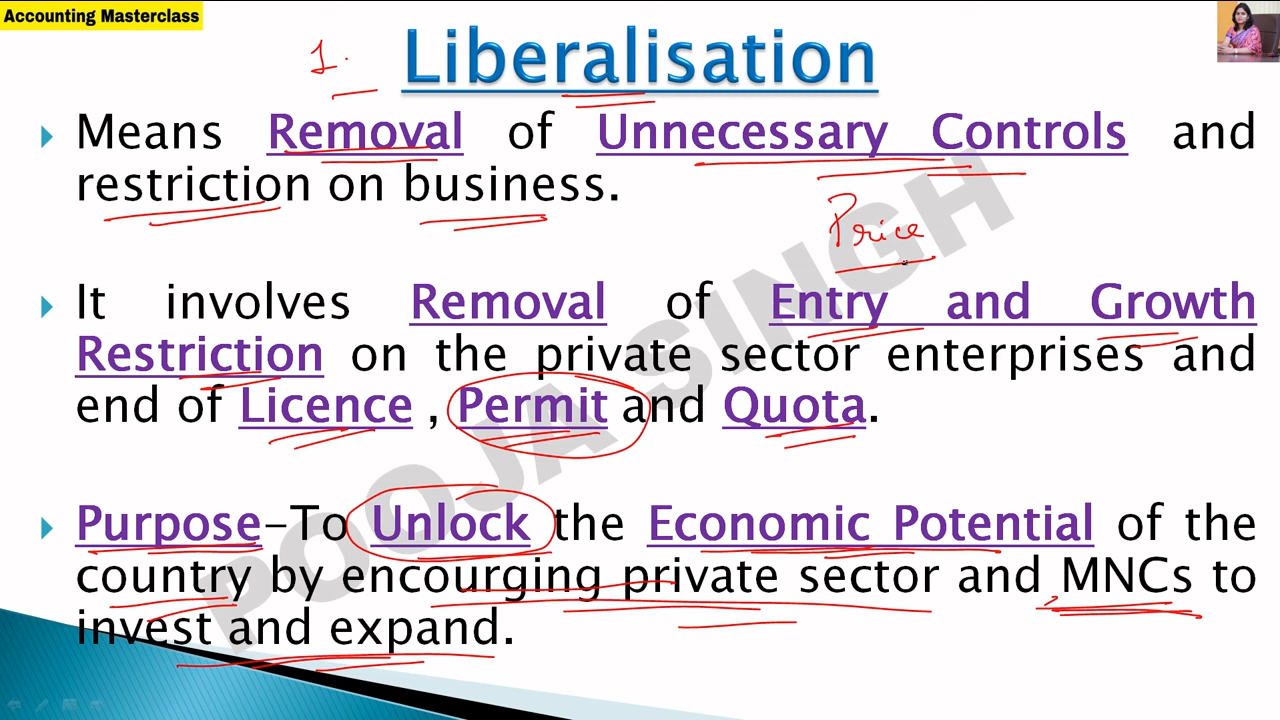 Accounting Masterclass
1.
Liberalisation
Means Removal of Unnecessary Controls and
restriction on business.
Price
It involves Removal of Entry and Growth
Restriction on the private sector enterprises and
end of Licence , Permit and Quota.
Purpose-To Unlock the Economic Potential of the
country by encourging private sector and MNCs to
invest and expand.
POOJA SINGH